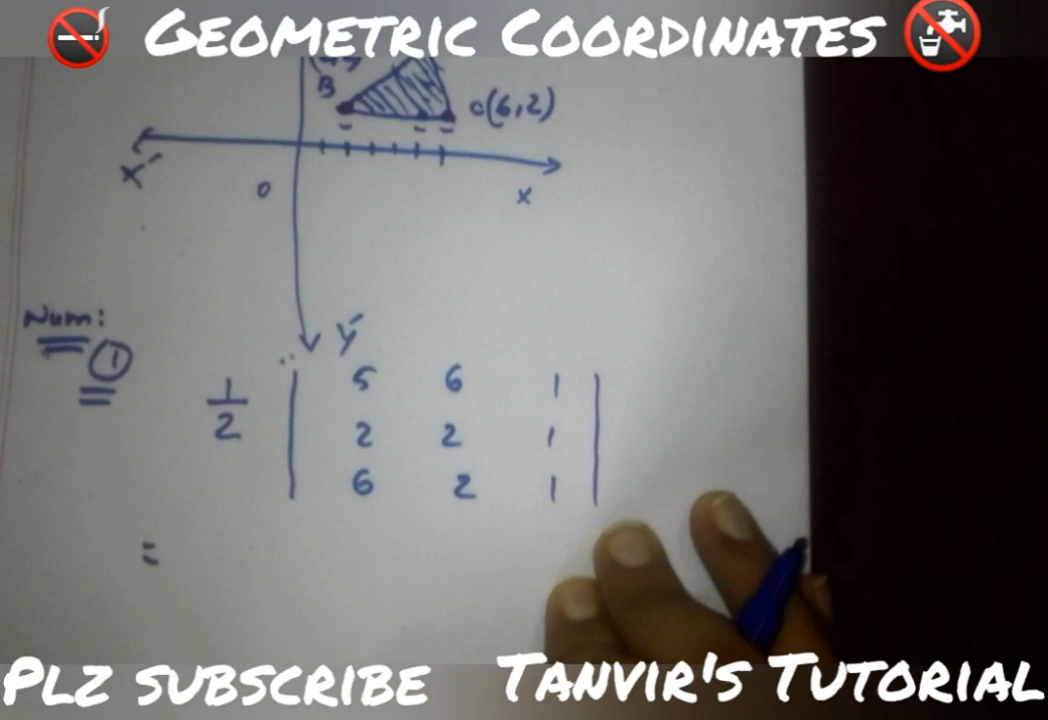 GEOMETRIC COORDINATES
B
C(6,2)
X'
O
X
Y'
Num:
1
1/2 | 5 6 1 |
| 2 2 1 |
| 6 2 1 |
=
PLZ SUBSCRIBE
TANVIR'S TUTORIAL